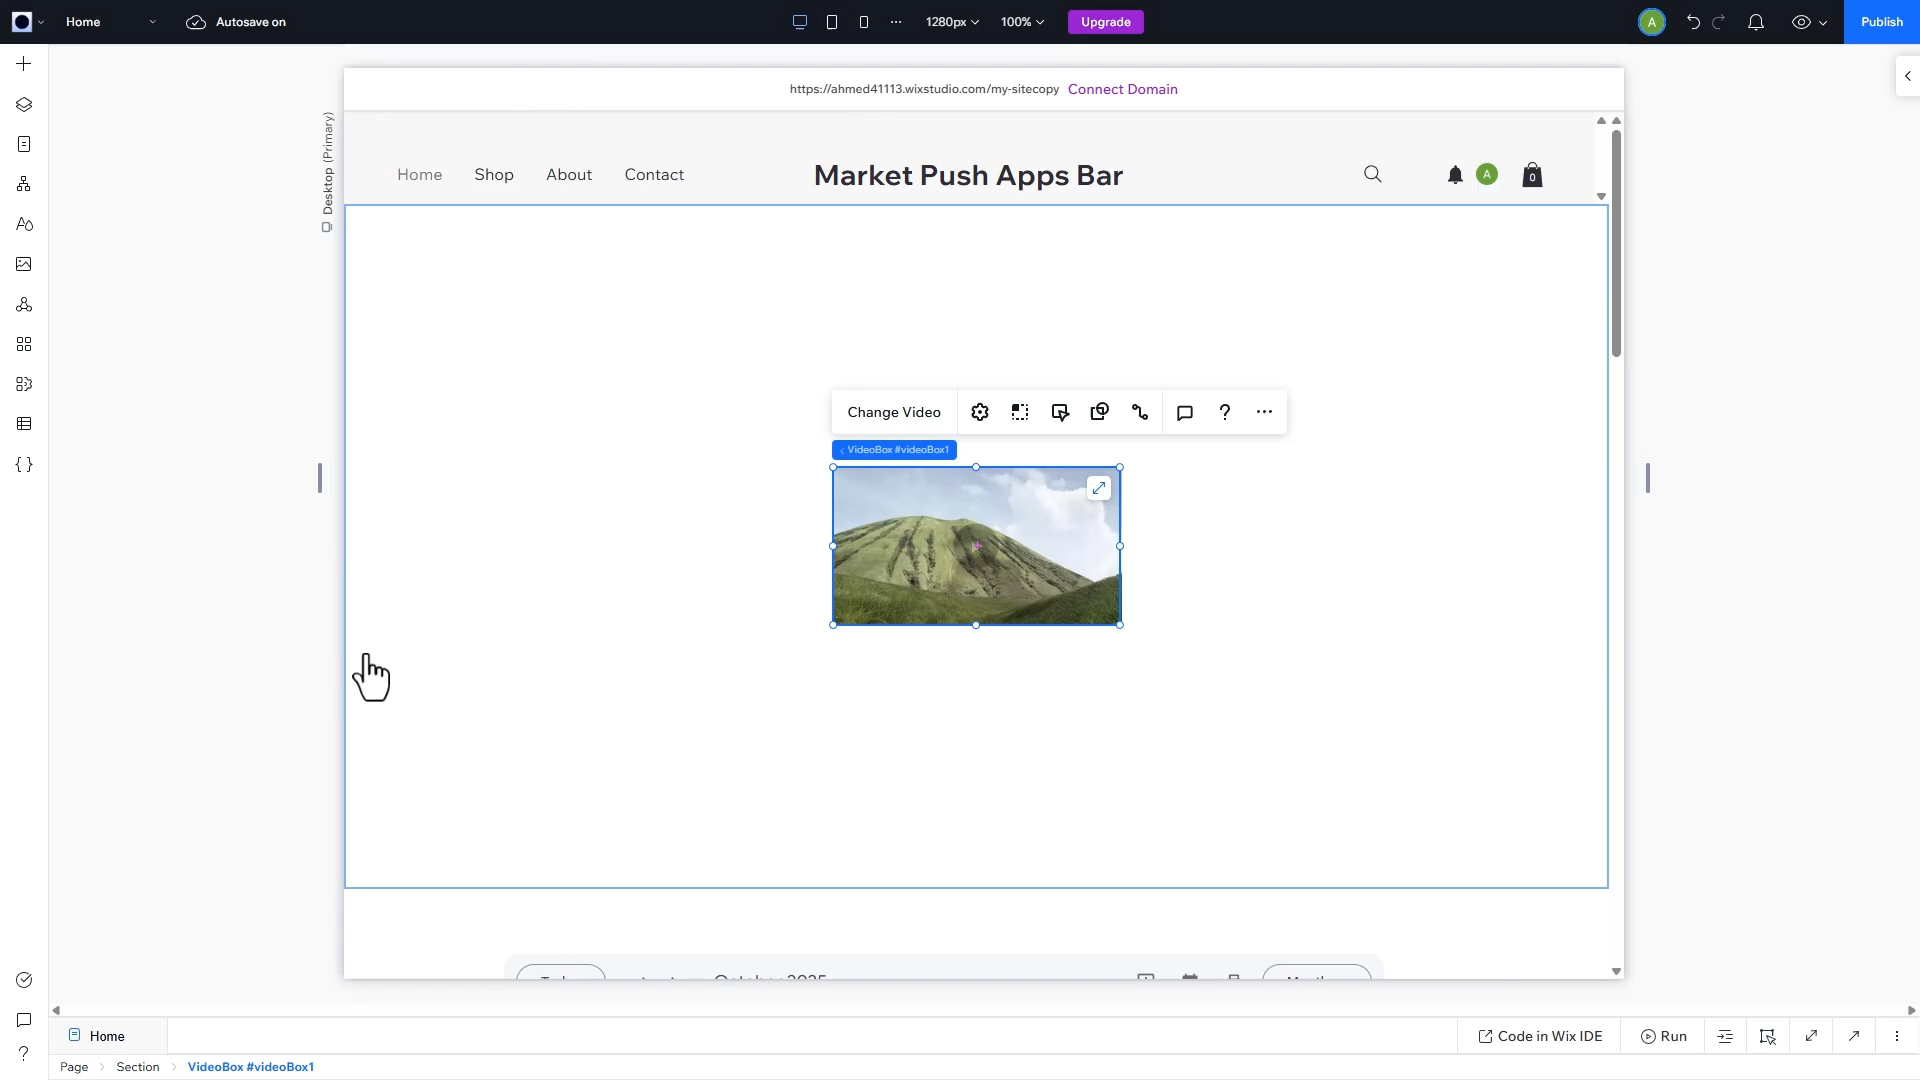 Home
Autosave on
1280px
100%
Upgrade
A
Publish
https://ahmed41113.wixstudio.com/my-sitecopy Connect Domain
Desktop (Primary)
Home
Shop
About
Contact
Market Push Apps Bar
A
0
Change Video
VideoBox #videoBox1
October 2025
Home
Code in Wix IDE
Run
Page
Section
VideoBox #videoBox1